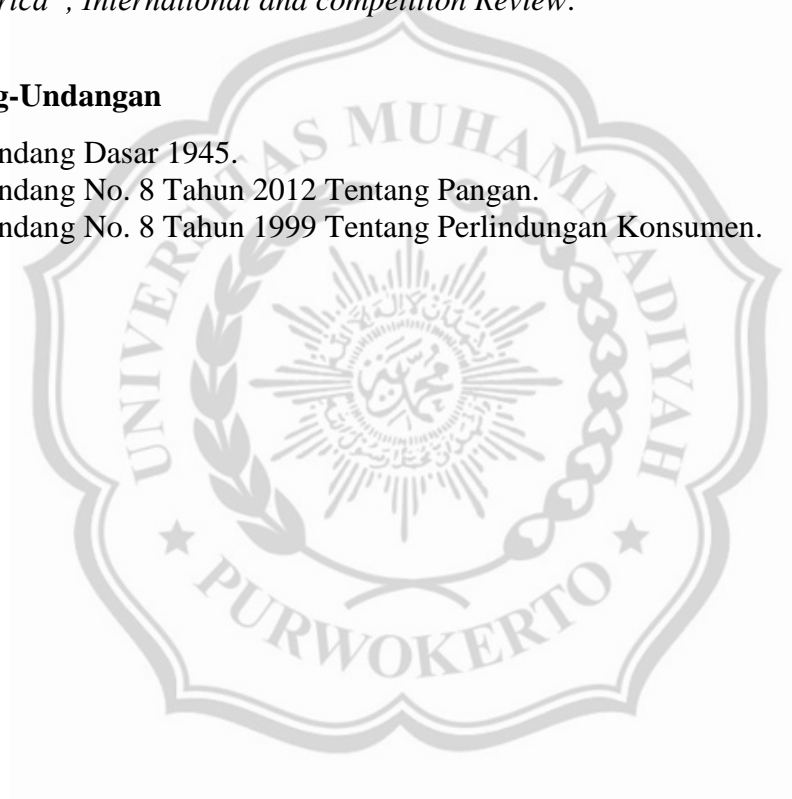 rica", International and competition Review.
g-Undangan
ndang Dasar 1945.
ndang No. 8 Tahun 2012 Tentang Pangan.
ndang No. 8 Tahun 1999 Tentang Perlindungan Konsumen.
UNIVERSITAS MUHAMMADIYAH
PURWOKERTO